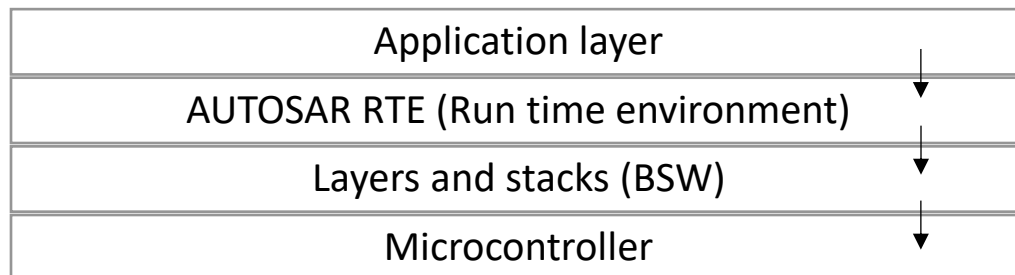 Application layer
AUTOSAR RTE (Run time environment)
Layers and stacks (BSW)
Microcontroller